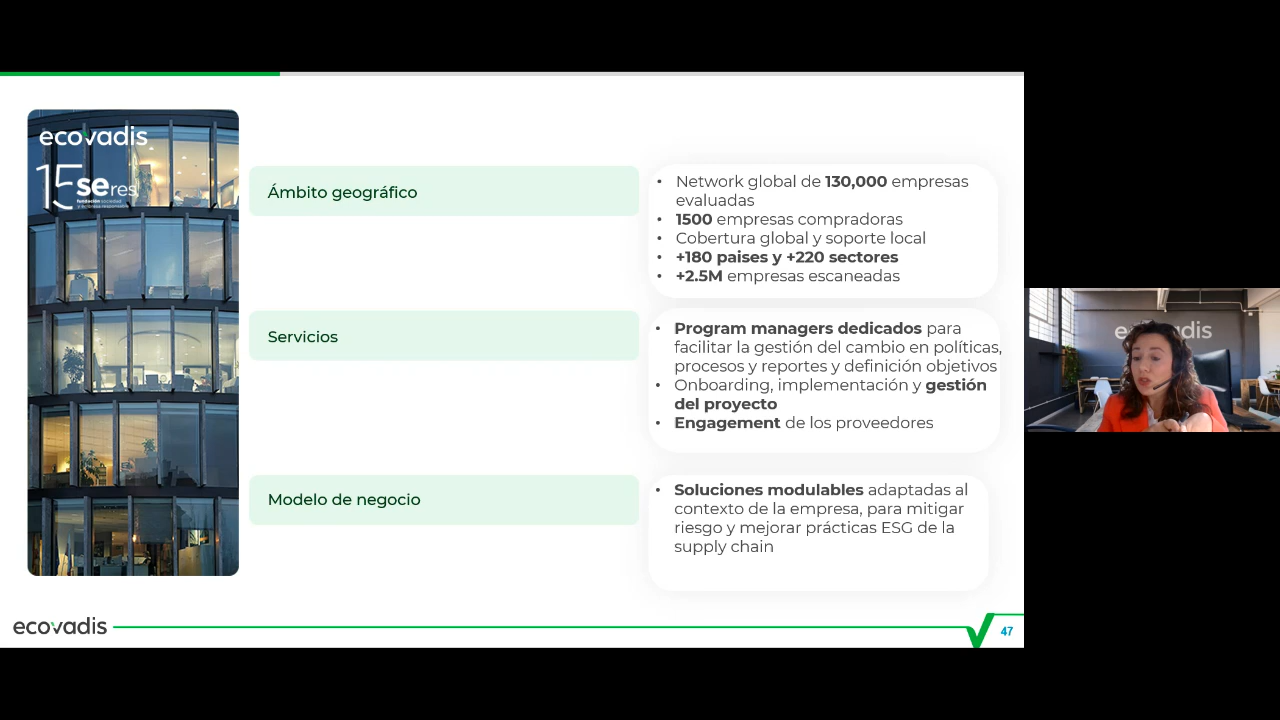 ecovadis
15 seres
fundación sociedad
y empresa responsable
Ámbito geográfico
• Network global de 130,000 empresas
evaluadas
• 1500 empresas compradoras
• Cobertura global y soporte local
• +180 paises y +220 sectores
• +2.5M empresas escaneadas
Servicios
• Program managers dedicados para
facilitar la gestión del cambio en políticas,
procesos y reportes y definición objetivos
• Onboarding, implementación y gestión
del proyecto
• Engagement de los proveedores
Modelo de negocio
• Soluciones modulables adaptadas al
contexto de la empresa, para mitigar
riesgo y mejorar prácticas ESG de la
supply chain
ecovadis
47